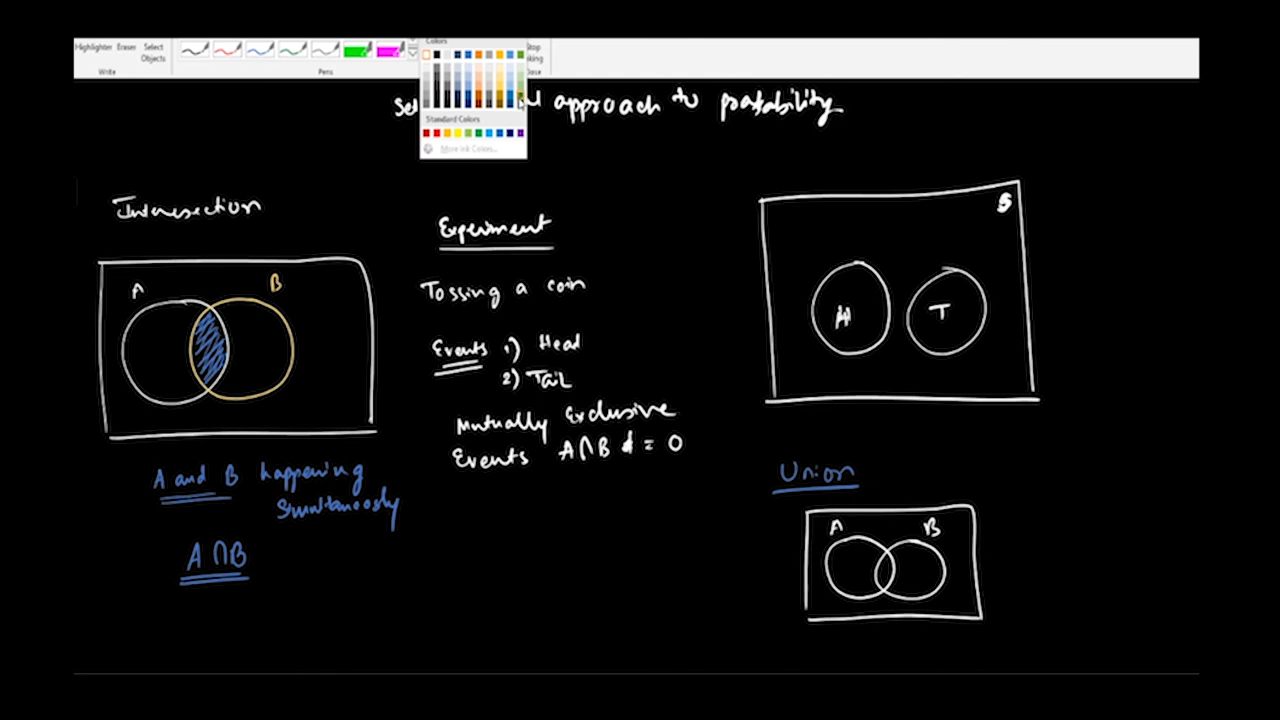 Highlighter Eraser Select Objects
Write
Pens
Colors
Standard Colors
More Ink Colors...
approach to probability
Intersection
A
B
A and B happening
Simultaneously
A∩B
Experiment
Tossing a coin
Events 1) Head
2) Tail
Mutually Exclusive
Events A∩B = 0
S
H T
Union
A B